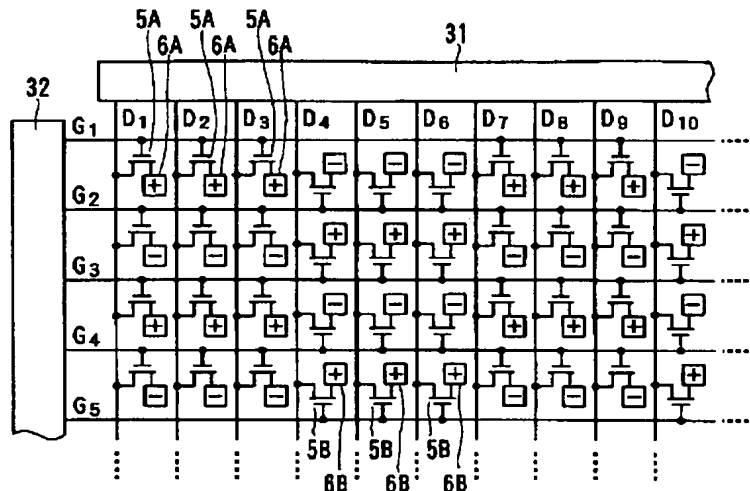 5A 5A 5A
6A 6A 6A
31
32
D1 D2 D3 D4 D5 D6 D7 D8 D9 D10
G1
− − − −
+ + + + + +
G2
+ + + +
− − − − − −
G3
− − − −
+ + + + + +
G4
+ + + +
− − − − − −
G5
5B 5B 5B
6B 6B 6B